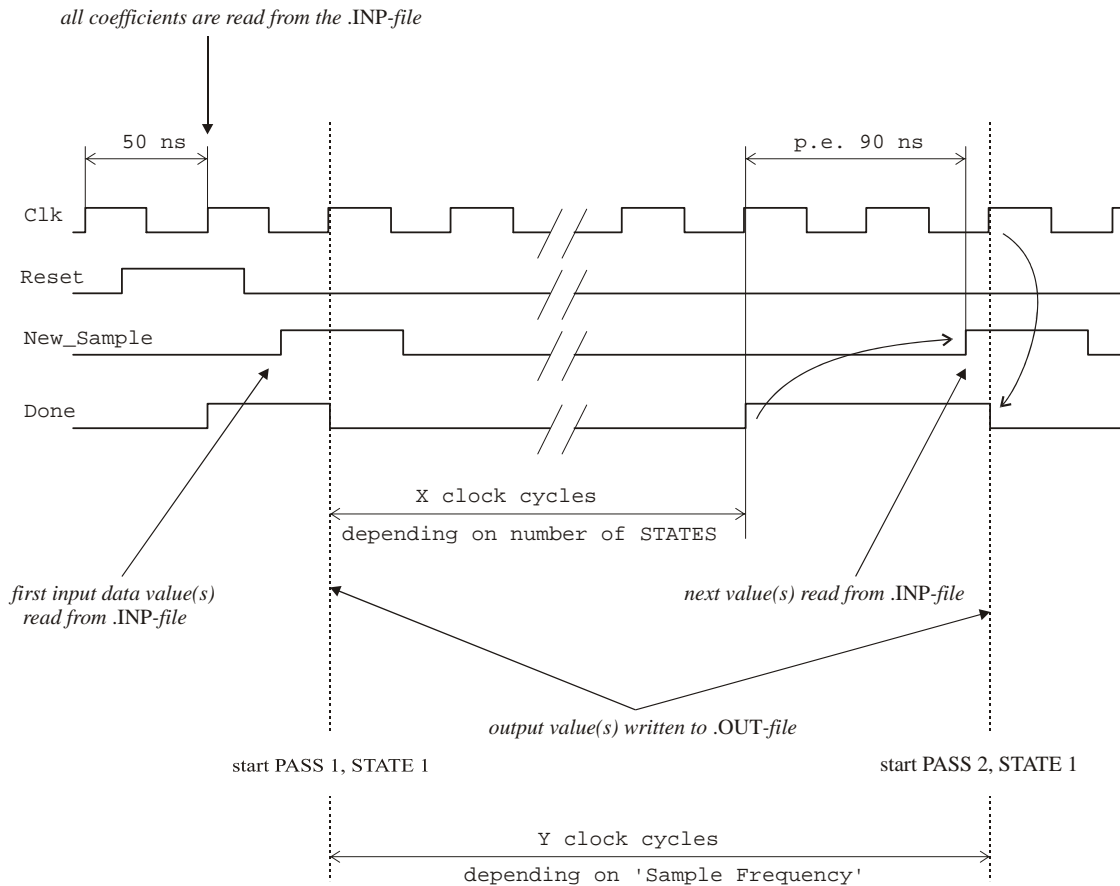 all coefficients are read from the .INP-file
50 ns
p.e. 90 ns
Clk
Reset
New_Sample
Done
X clock cycles
depending on number of STATES
first input data value(s)
read from .INP-file
next value(s) read from .INP-file
output value(s) written to .OUT-file
start PASS 1, STATE 1
start PASS 2, STATE 1
Y clock cycles
depending on 'Sample Frequency'